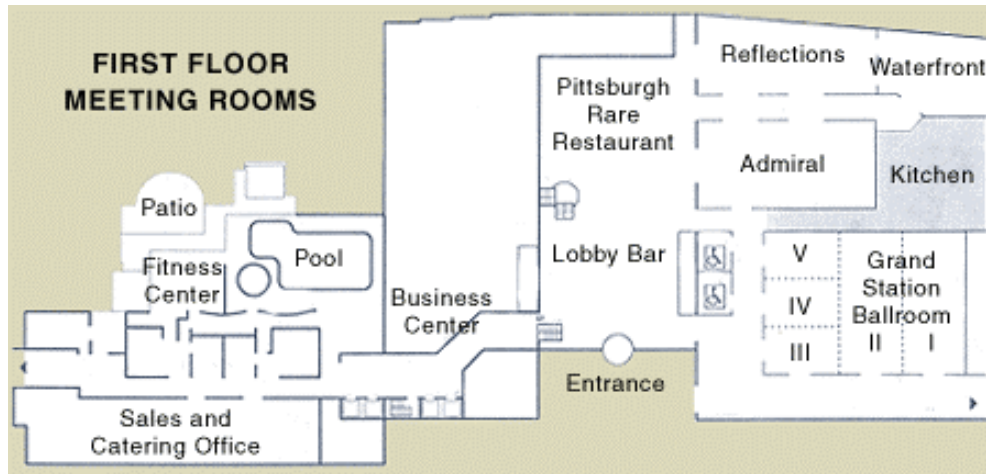 FIRST FLOOR
MEETING ROOMS
Reflections
Waterfront
Pittsburgh
Rare
Restaurant
Admiral
Kitchen
Patio
Fitness
Center
Pool
Lobby Bar
Business
Center
V
IV
III
Grand
Station
Ballroom
II
I
Entrance
Sales and
Catering Office